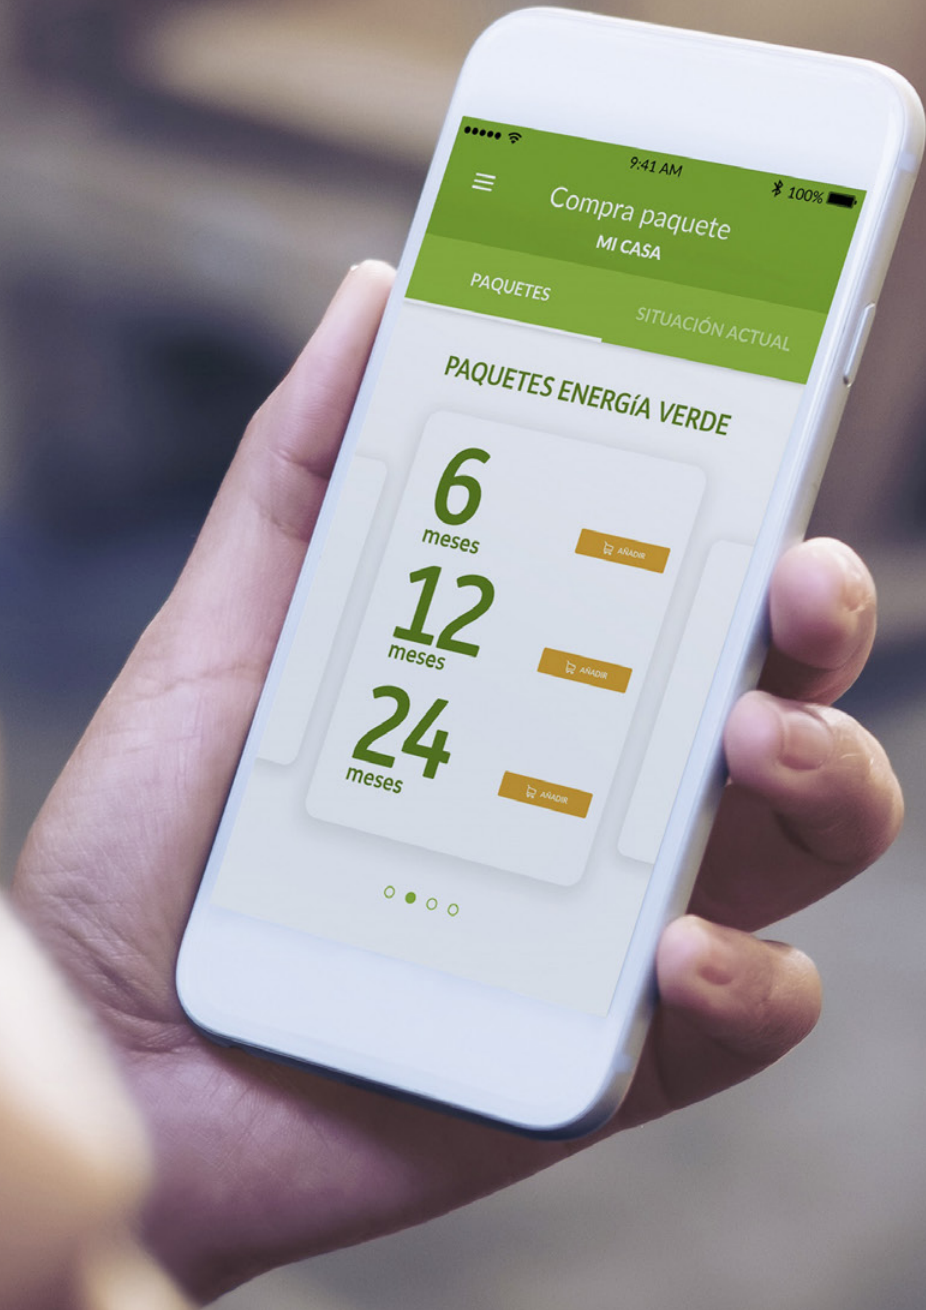 9:41 AM
100%
Compra paquete
MI CASA
PAQUETES
SITUACIÓN ACTUAL
PAQUETES ENERGíA VERDE
6
meses
AÑADIR
12
meses
AÑADIR
24
meses
AÑADIR